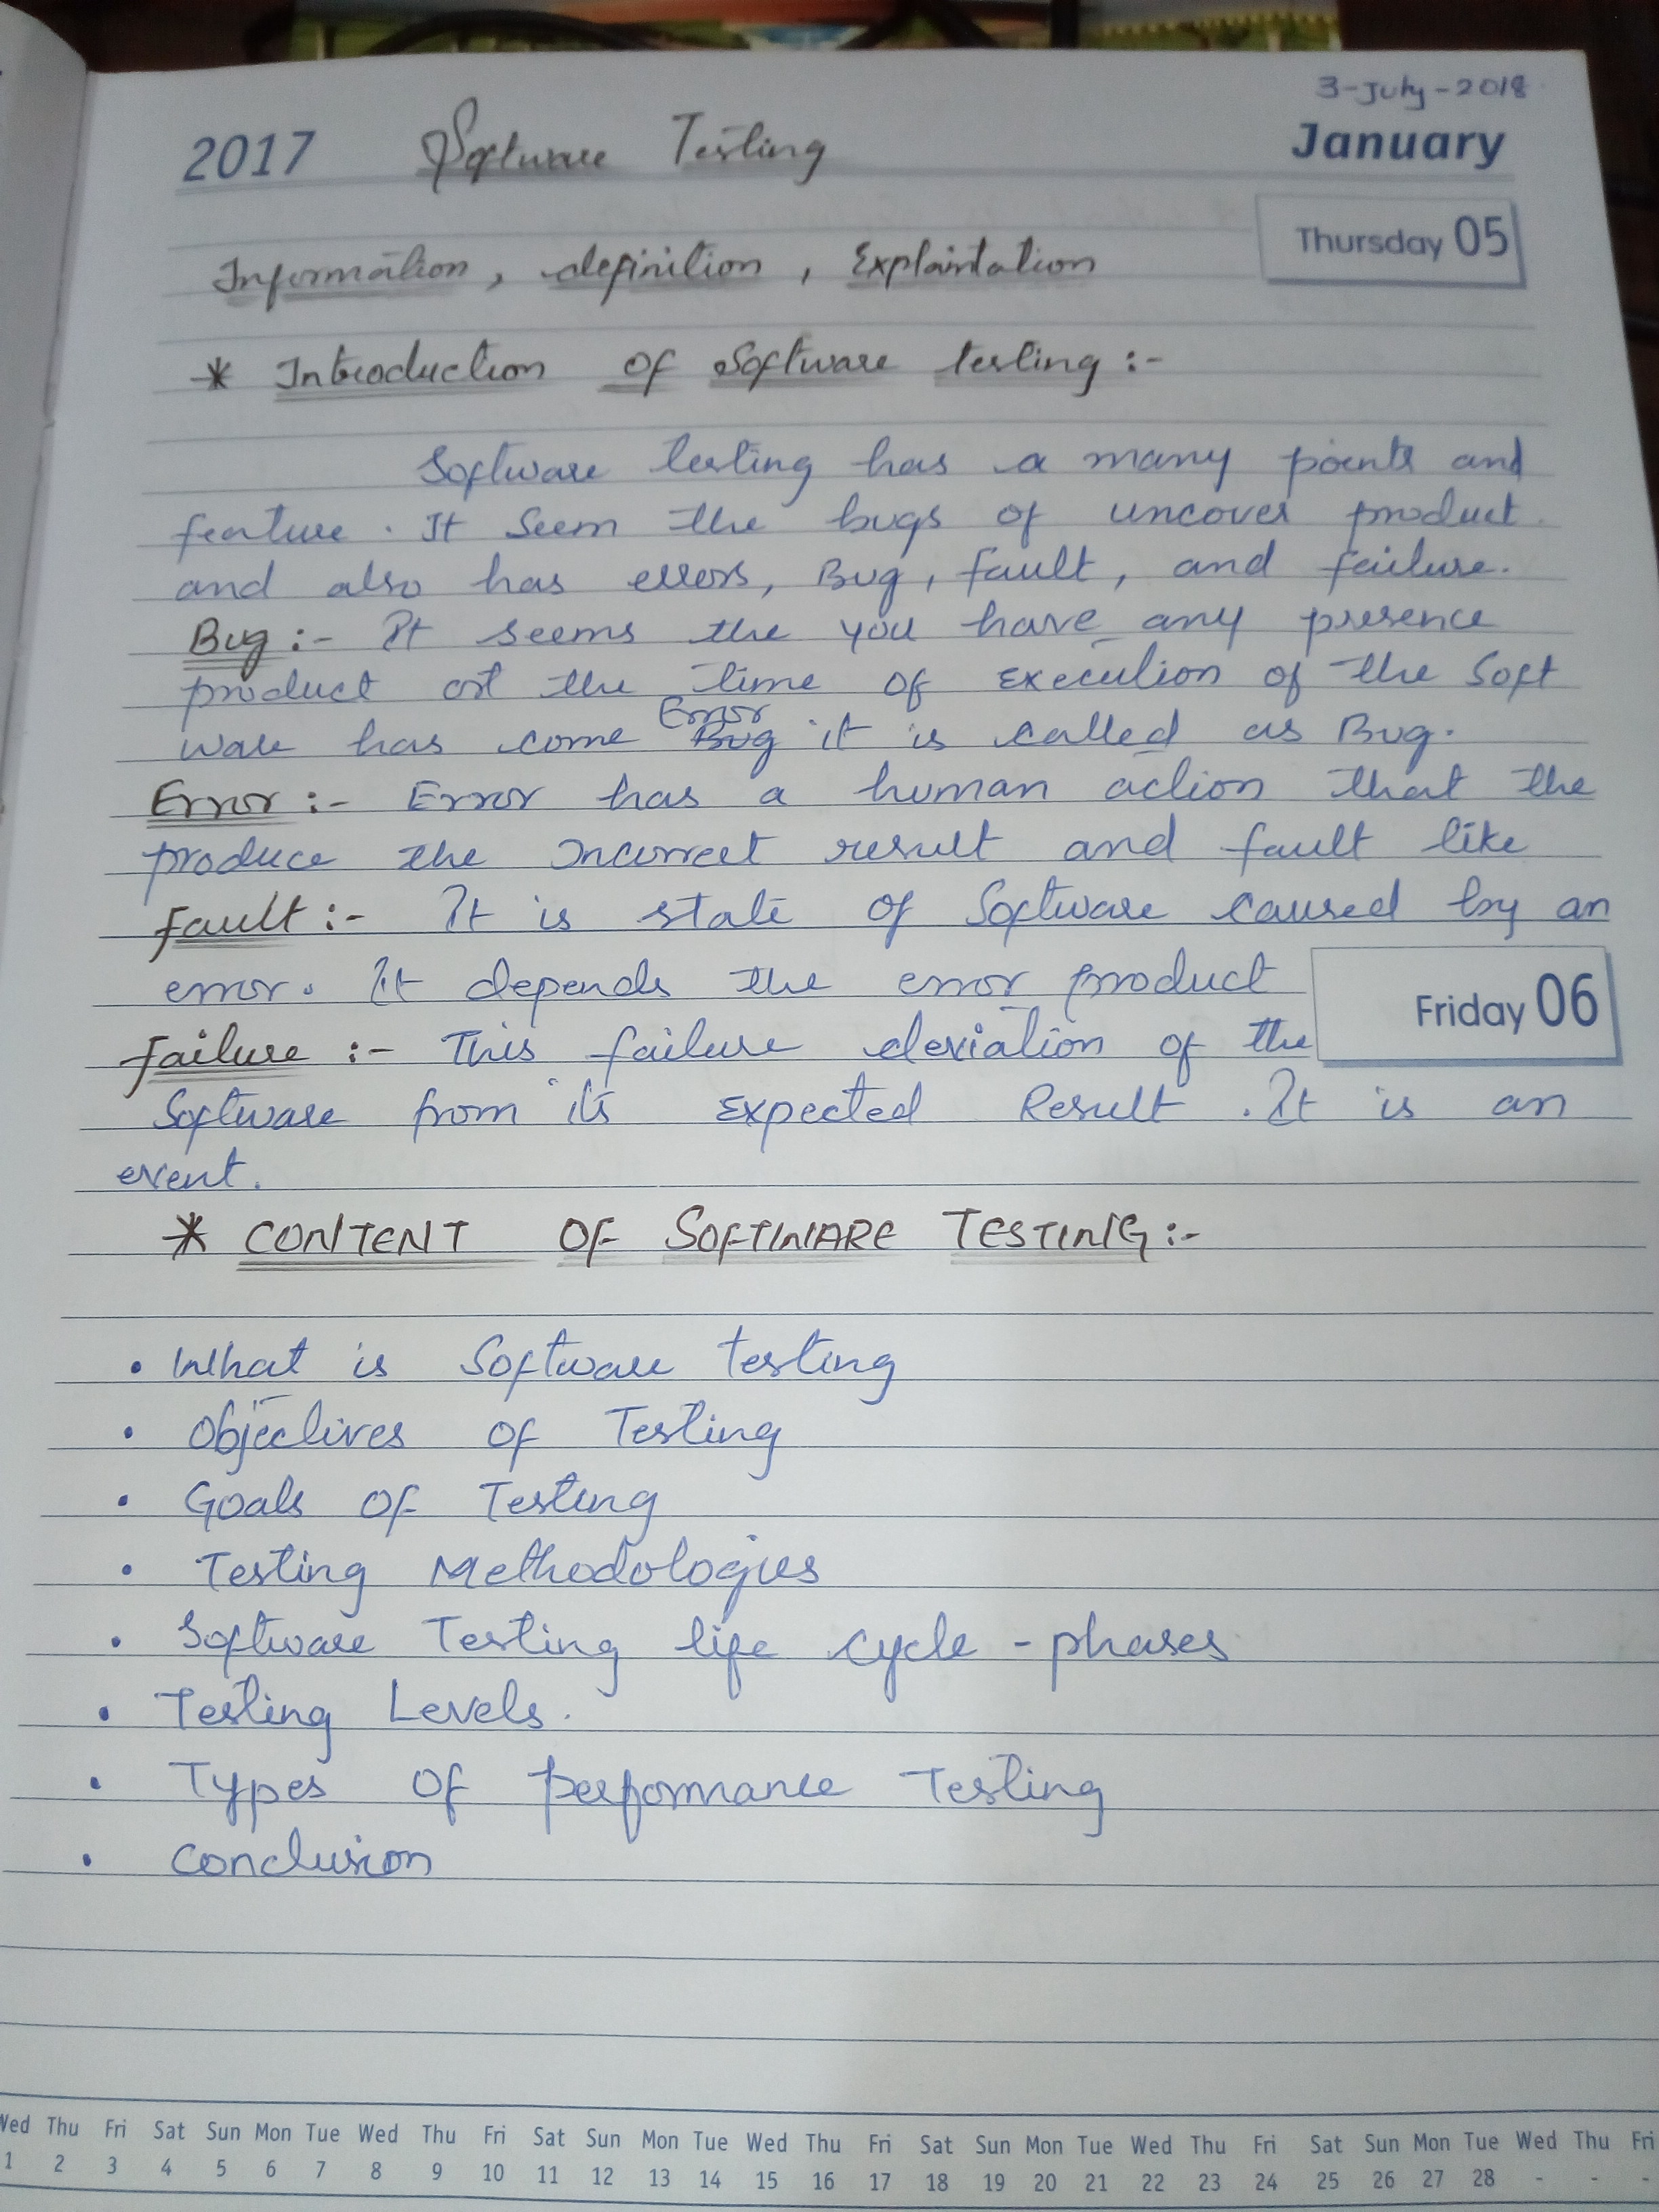 3-July-2018
2017 Software Testing January
Thursday 05
Information, definition, Explaintation
* Introduction of Software testing :-
Software testing has a many points and
feature. It Seem the bugs of uncover product
and also has errors, Bug, fault, and failure.
Bug :- It seems the you have any presence
product at the time of Execution of the Soft
Error
ware has come Bug it is called as Bug.
Error :- Error has a human action that the
produce the Incorrect result and fault like
fault :- It is state of Software caused by an
error. It depends the error product
Friday 06
failure :- This failure deviation of the
Software from its Expected Result. It is an
event.
* CONTENT OF SOFTWARE TESTING :-
• What is Software testing
• Objectives of Testing
• Goals of Testing
• Testing Methodologies
• Software Testing life cycle - phases
• Testing Levels.
• Types of performance Testing
• Conclusion
Wed Thu Fri Sat Sun Mon Tue Wed Thu Fri Sat Sun Mon Tue Wed Thu Fri Sat Sun Mon Tue Wed Thu Fri Sat Sun Mon Tue Wed Thu Fri
1 2 3 4 5 6 7 8 9 10 11 12 13 14 15 16 17 18 19 20 21 22 23 24 25 26 27 28 - - -